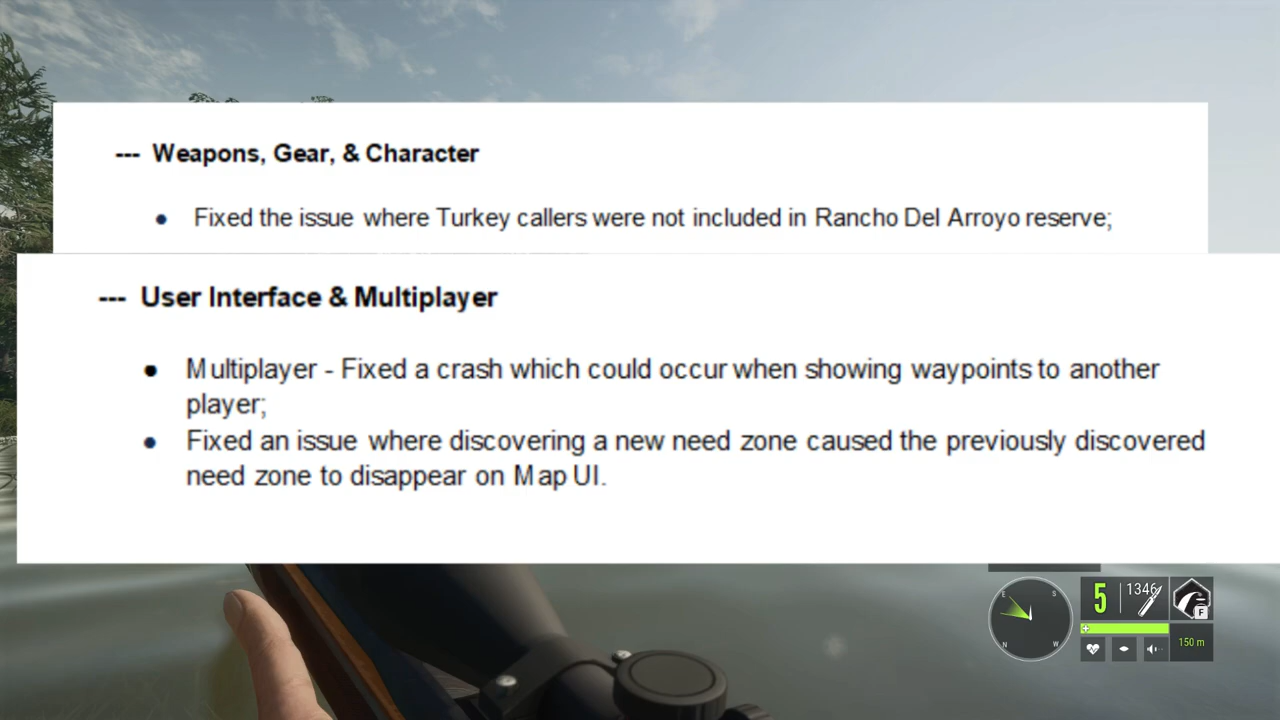 --- Weapons, Gear, & Character
● Fixed the issue where Turkey callers were not included in Rancho Del Arroyo reserve;
--- User Interface & Multiplayer
● Multiplayer - Fixed a crash which could occur when showing waypoints to another
player;
● Fixed an issue where discovering a new need zone caused the previously discovered
need zone to disappear on Map UI.
E S
N W
5 1346
F
150 m